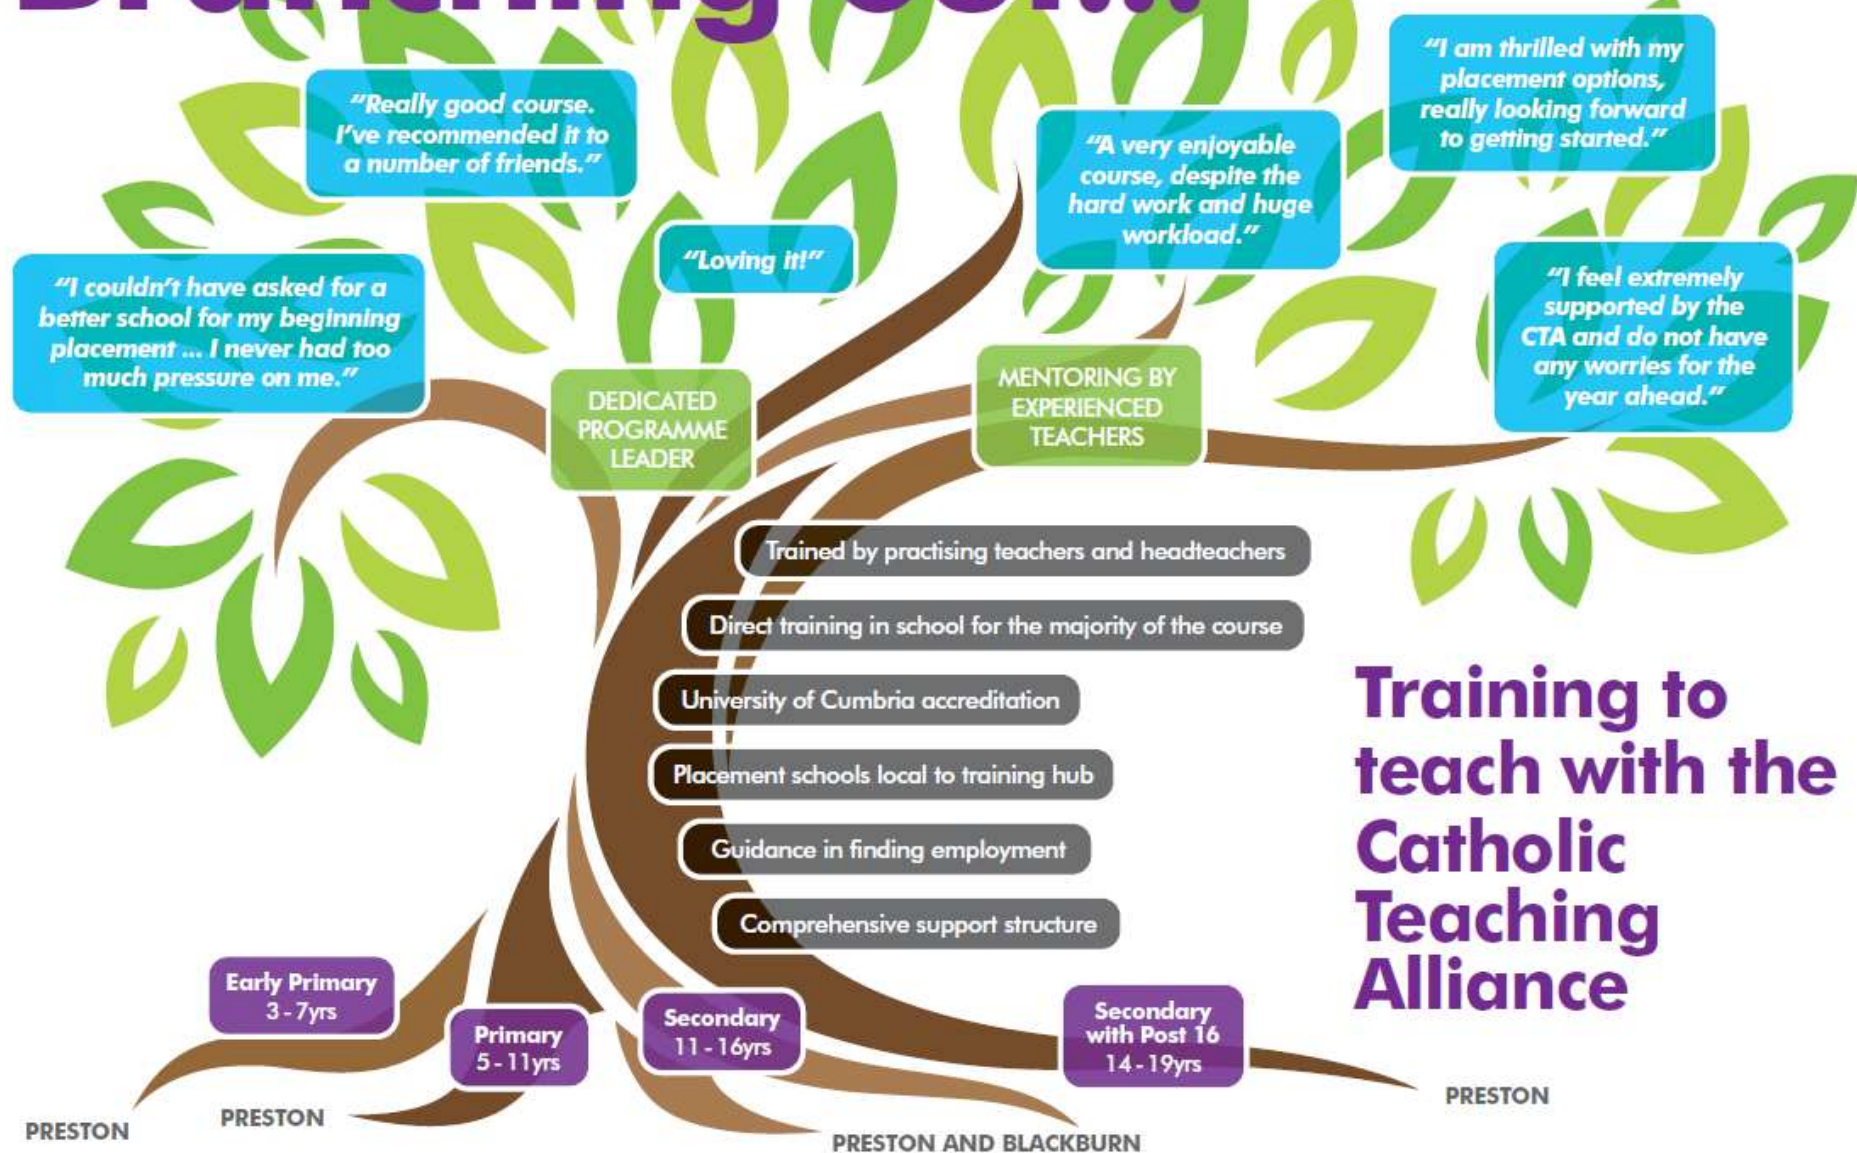 Branching out...
"I am thrilled with my
placement options,
really looking forward
to getting started."
"Really good course.
I've recommended it to
a number of friends."
"A very enjoyable
course, despite the
hard work and huge
workload."
"Loving it!"
"I couldn't have asked for a
better school for my beginning
placement ... I never had too
much pressure on me."
"I feel extremely
supported by the
CTA and do not have
any worries for the
year ahead."
DEDICATED
PROGRAMME
LEADER
MENTORING BY
EXPERIENCED
TEACHERS
Trained by practising teachers and headteachers
Direct training in school for the majority of the course
University of Cumbria accreditation
Placement schools local to training hub
Guidance in finding employment
Comprehensive support structure
Training to
teach with the
Catholic
Teaching
Alliance
Early Primary
3 - 7yrs
Primary
5 - 11yrs
Secondary
11 - 16yrs
Secondary
with Post 16
14 - 19yrs
PRESTON
PRESTON
PRESTON AND BLACKBURN
PRESTON